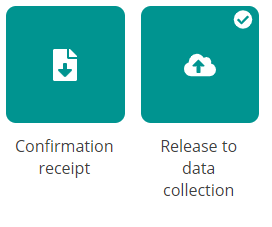 Confirmation
receipt
Release to
data
collection